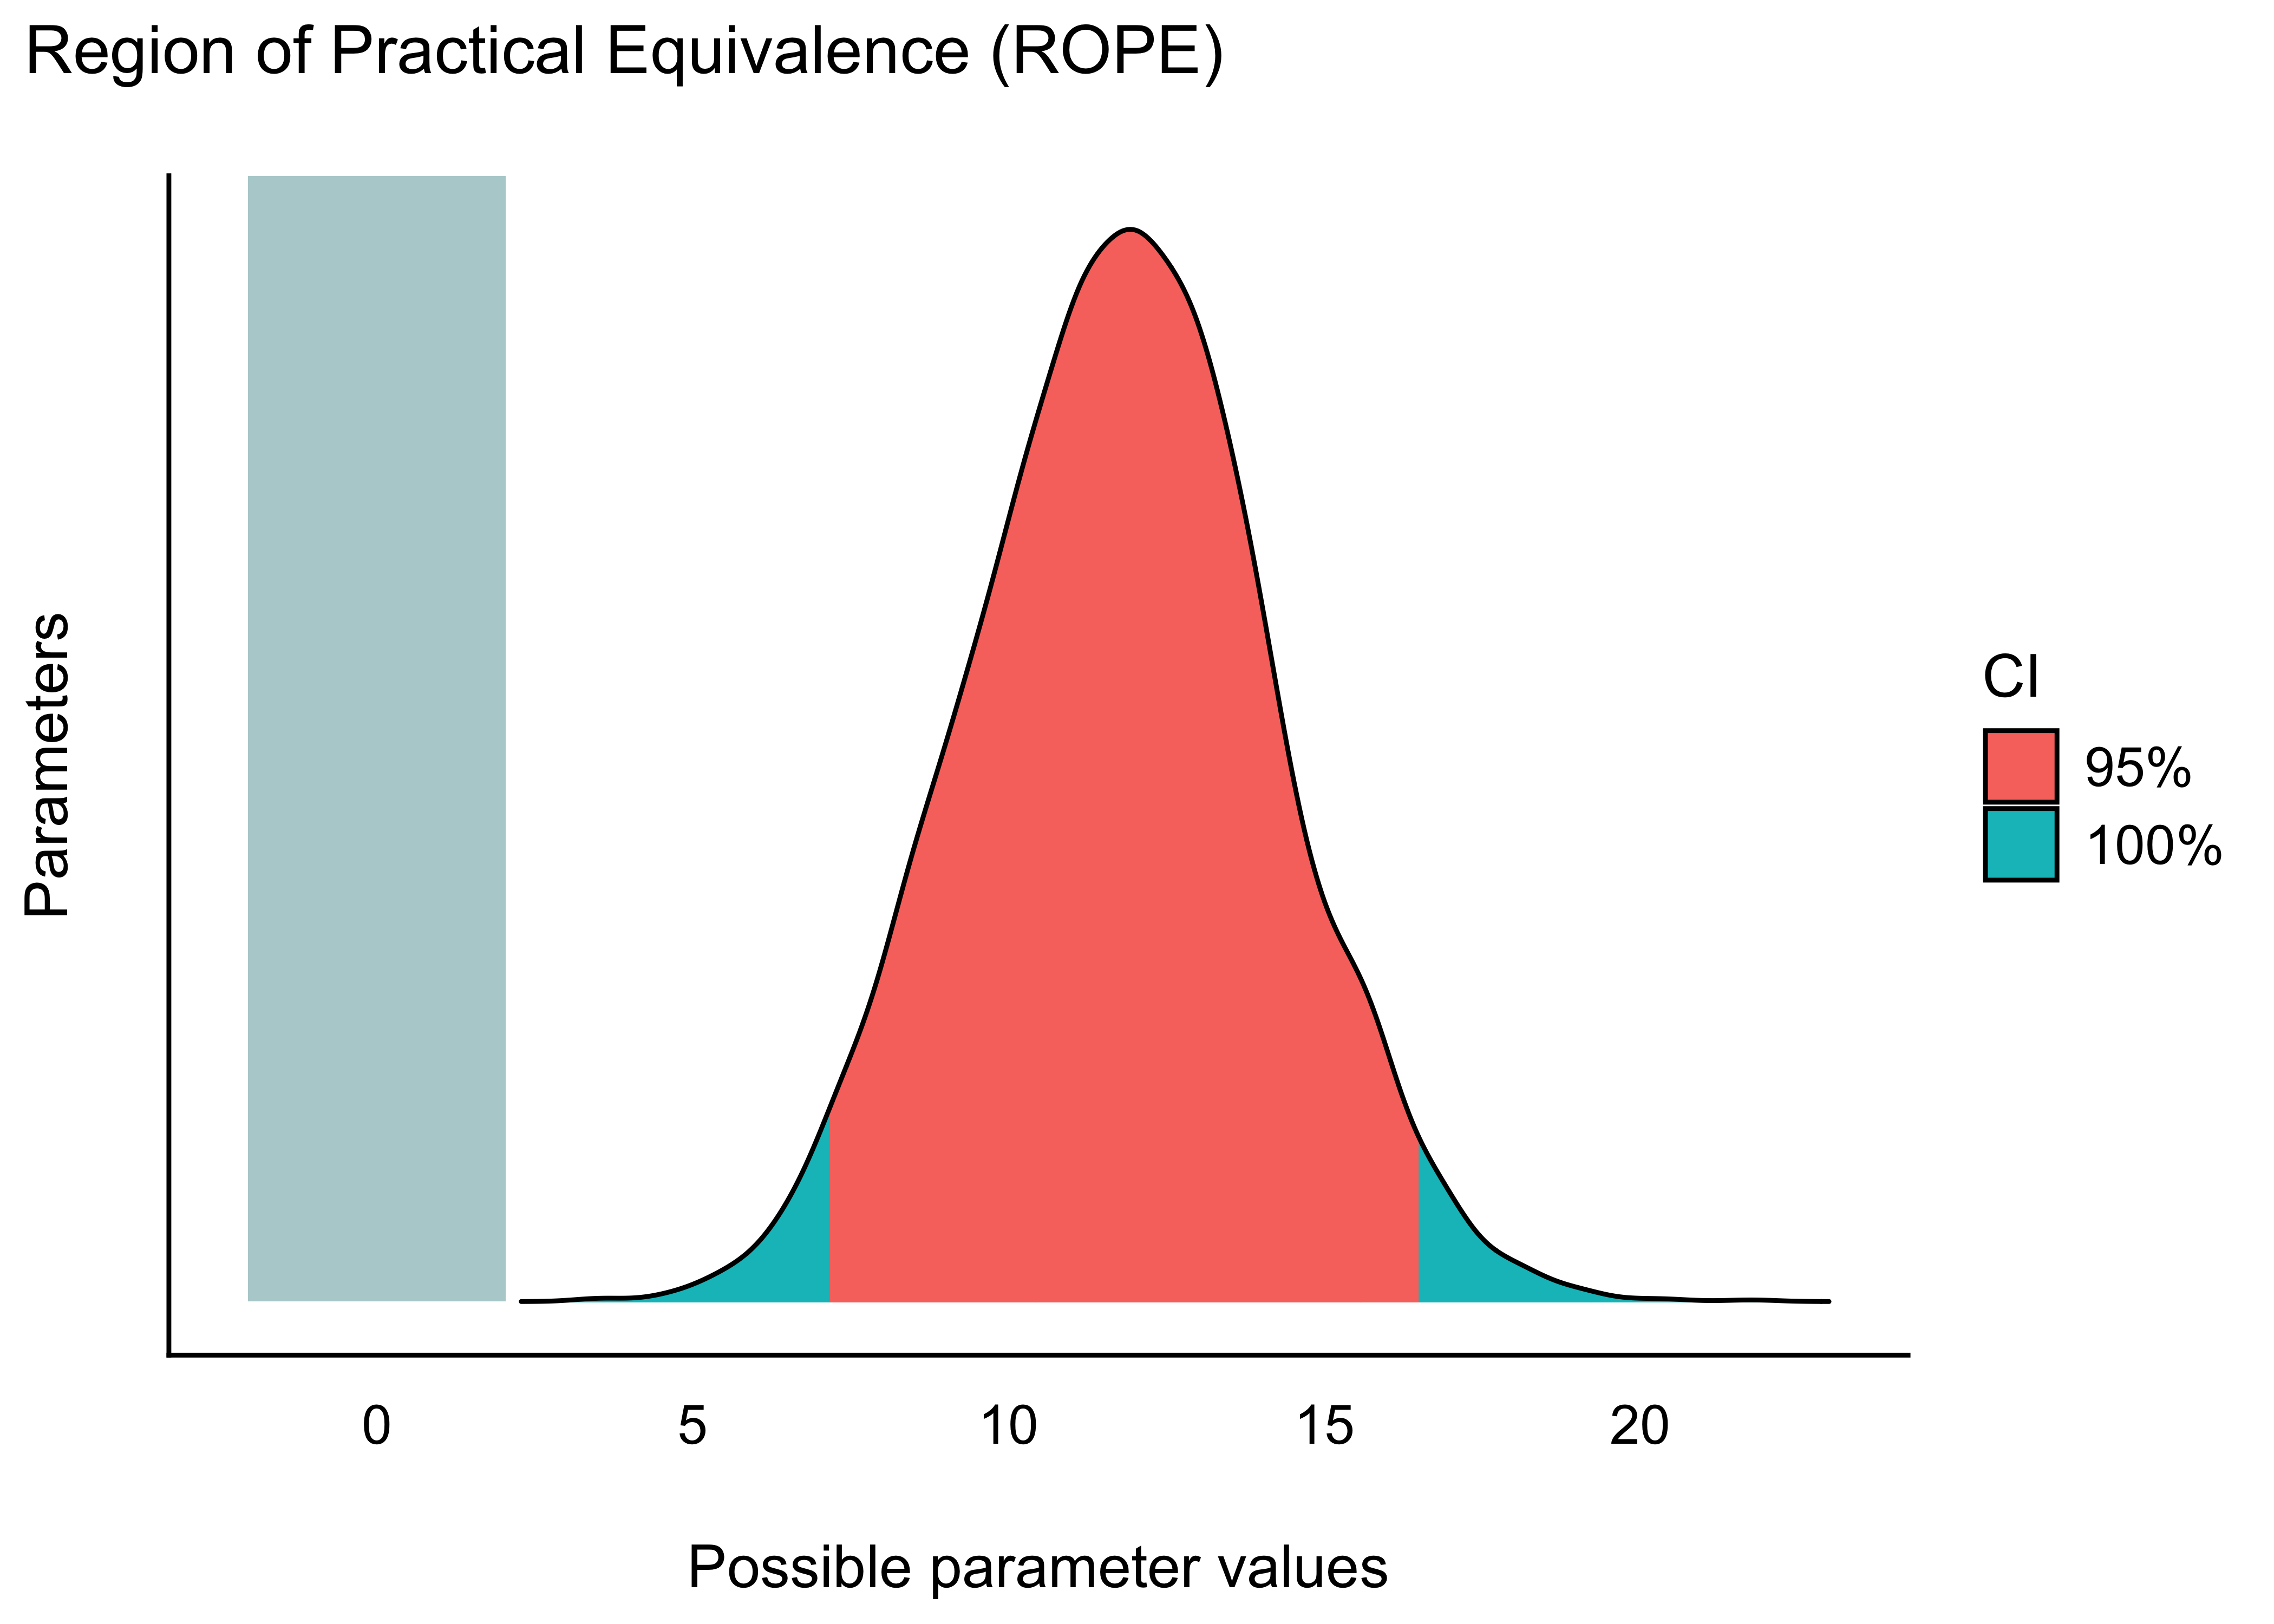 Region of Practical Equivalence (ROPE)
Parameters
CI
95%
100%
0 5 10 15 20
Possible parameter values